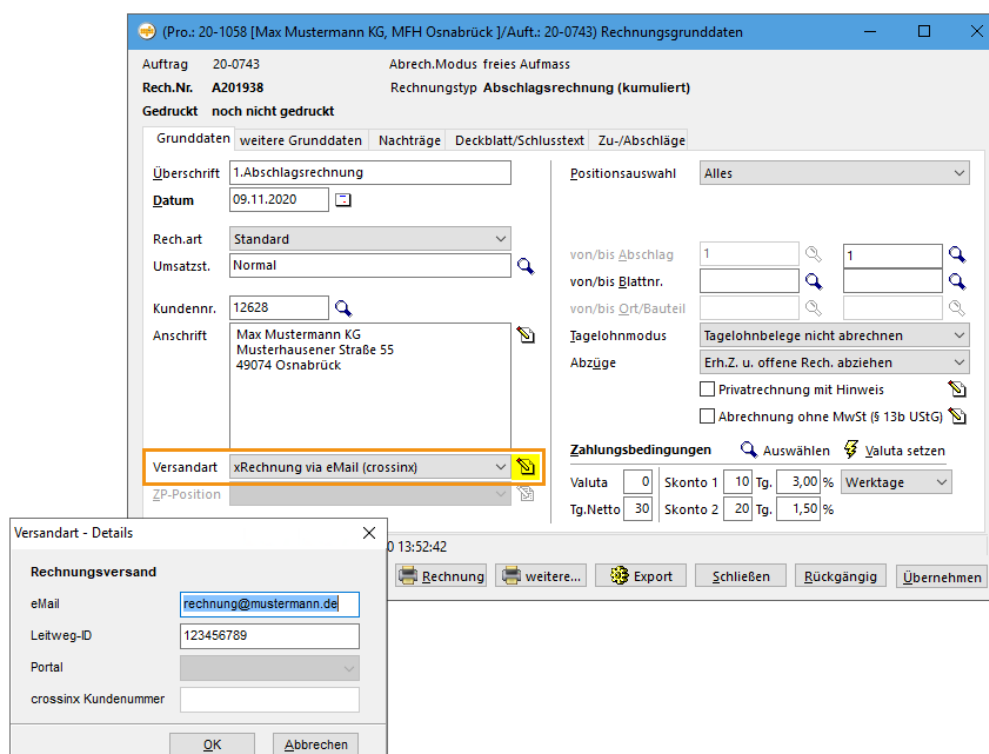 (Pro.: 20-1058 [Max Mustermann KG, MFH Osnabrück ]/Auft.: 20-0743) Rechnungsgrunddaten
Auftrag 20-0743 Abrech.Modus freies Aufmass
Rech.Nr. A201938 Rechnungstyp Abschlagsrechnung (kumuliert)
Gedruckt noch nicht gedruckt
Grunddaten weitere Grunddaten Nachträge Deckblatt/Schlusstext Zu-/Abschläge
Überschrift 1.Abschlagsrechnung
Datum 09.11.2020
Rech.art Standard
Umsatzst. Normal
Kundennr. 12628
Anschrift Max Mustermann KG
Musterhausener Straße 55
49074 Osnabrück
Versandart xRechnung via eMail (crossinx)
ZP-Position
Positionsauswahl Alles
von/bis Abschlag 1 1
von/bis Blattnr.
von/bis Ort/Bauteil
Tagelohnmodus Tagelohnbelege nicht abrechnen
Abzüge Erh.Z. u. offene Rech. abziehen
Privatrechnung mit Hinweis
Abrechnung ohne MwSt (§ 13b UStG)
Zahlungsbedingungen Auswählen Valuta setzen
Valuta 0 Skonto 1 10 Tg. 3,00 % Werktage
Tg.Netto 30 Skonto 2 20 Tg. 1,50 %
0 13:52:42
Rechnung weitere... Export Schließen Rückgängig Übernehmen
Versandart - Details
Rechnungsversand
eMail rechnung@mustermann.de
Leitweg-ID 123456789
Portal
crossinx Kundenummer
OK Abbrechen